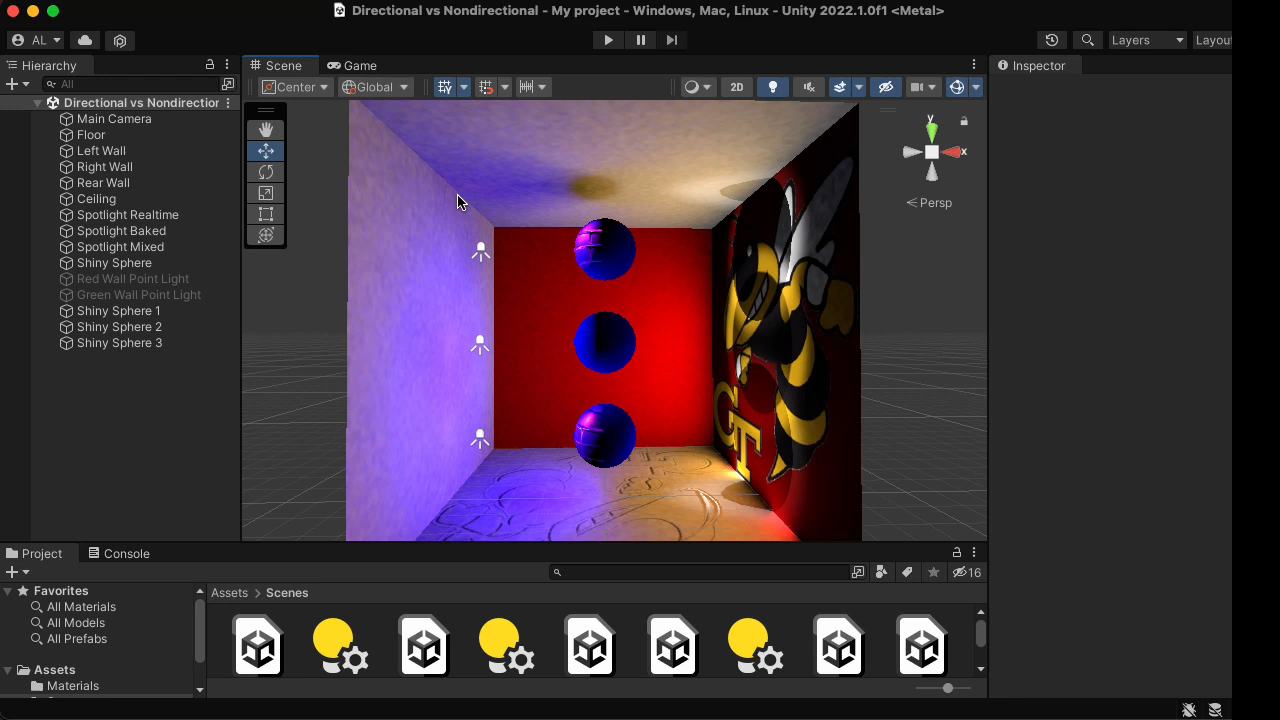 Directional vs Nondirectional - My project - Windows, Mac, Linux - Unity 2022.1.0f1 <Metal>
AL
Layers
Layou
Hierarchy
Scene
Game
Inspector
All
Center
Global
2D
Directional vs Nondirection
Main Camera
Floor
Left Wall
Right Wall
Rear Wall
Ceiling
Spotlight Realtime
Spotlight Baked
Spotlight Mixed
Shiny Sphere
Red Wall Point Light
Green Wall Point Light
Shiny Sphere 1
Shiny Sphere 2
Shiny Sphere 3
y
x
Persp
GT
Project
Console
16
Favorites
All Materials
All Models
All Prefabs
Assets
Materials
Assets > Scenes